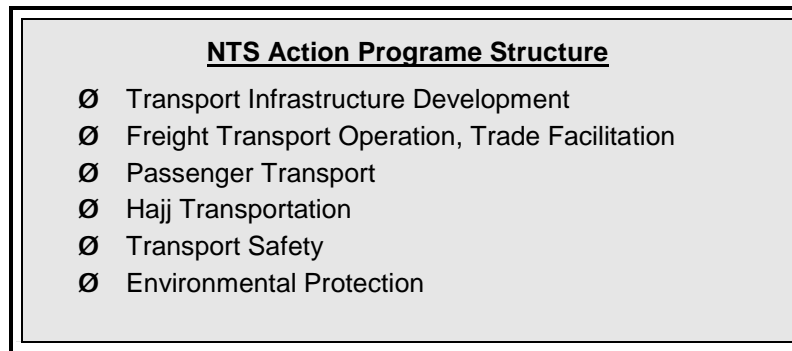 NTS Action Programe Structure
Ø Transport Infrastructure Development
Ø Freight Transport Operation, Trade Facilitation
Ø Passenger Transport
Ø Hajj Transportation
Ø Transport Safety
Ø Environmental Protection